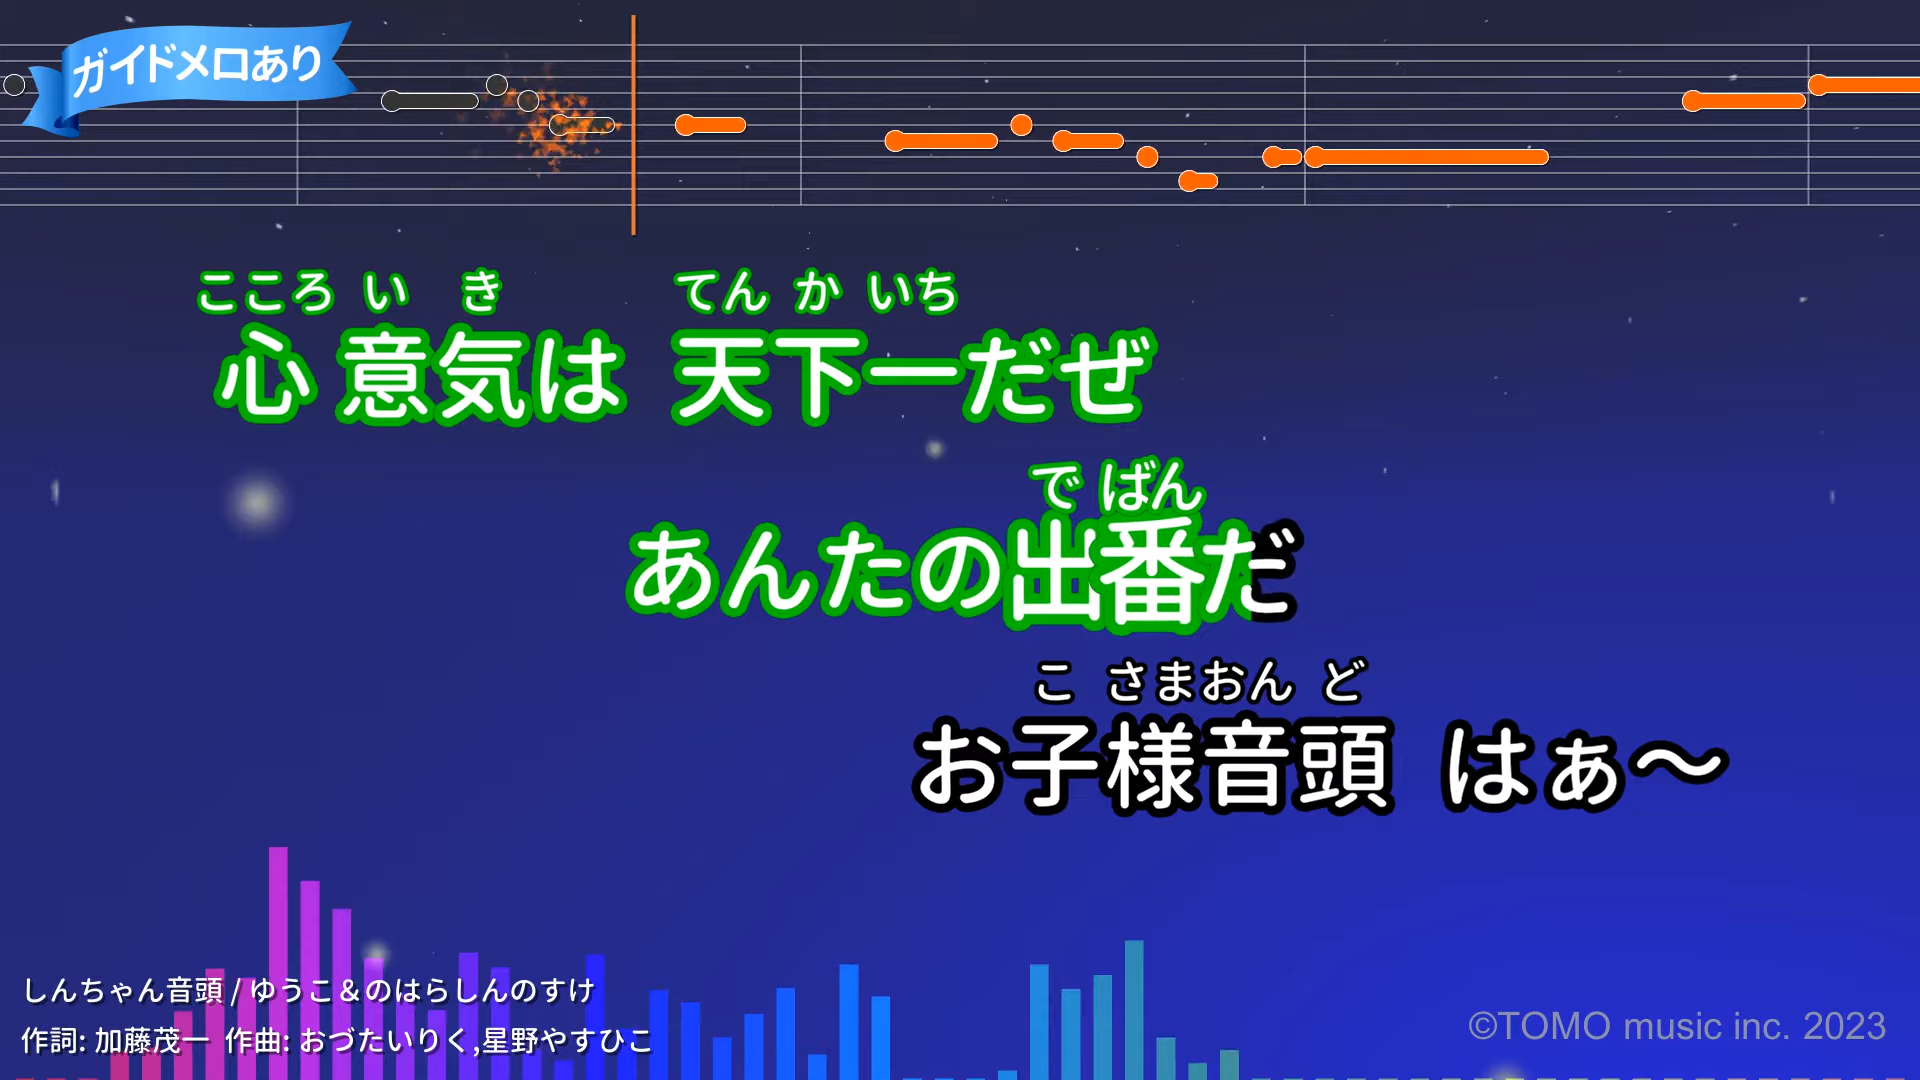 ガイドメロあり
こころ い き てん か いち
心意気は 天下一だぜ
で ばん
あんたの出番だ
こ さまおん ど
お子様音頭 はぁ～
しんちゃん音頭 / ゆうこ＆のはらしんのすけ
作詞: 加藤茂一 作曲: おづたいりく,星野やすひこ
©TOMO music inc. 2023